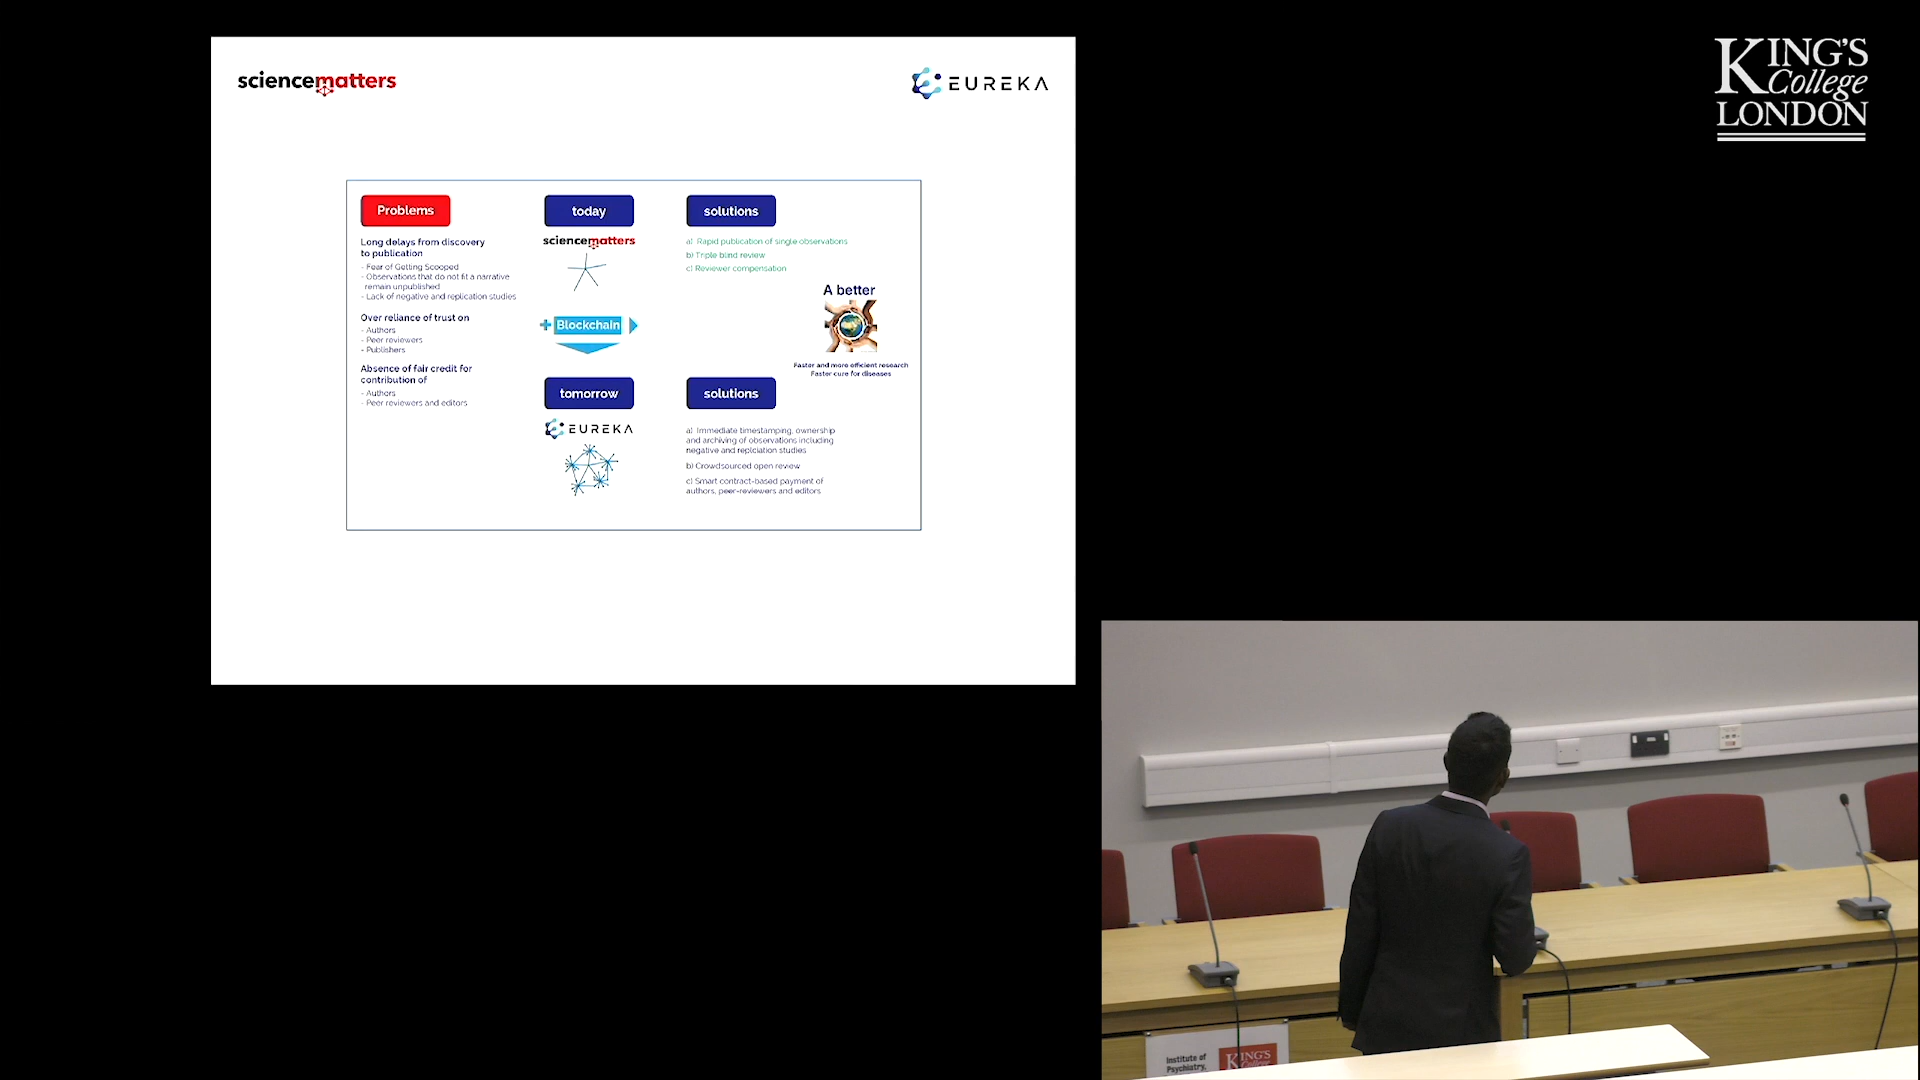 sciencematters
EUREKA
KING'S
College
LONDON
Problems
today
solutions
Long delays from discovery
to publication
- Fear of Getting Scooped
- Observations that do not fit a narrative
remain unpublished
- Lack of negative and replication studies
Over reliance of trust on
- Authors
- Peer reviewers
- Publishers
Absence of fair credit for
contribution of
- Authors
- Peer reviewers and editors
sciencematters
+ Blockchain
tomorrow
EUREKA
a) Rapid publication of single observations
b) Triple blind review
c) Reviewer compensation
A better
Faster and more efficient research
Faster cure for diseases
solutions
a) Immediate timestamping, ownership
and archiving of observations including
negative and replciation studies
b) Crowdsourced open review
c) Smart contract-based payment of
authors, peer-reviewers and editors
Institute of
Psychiatry,
KING'S